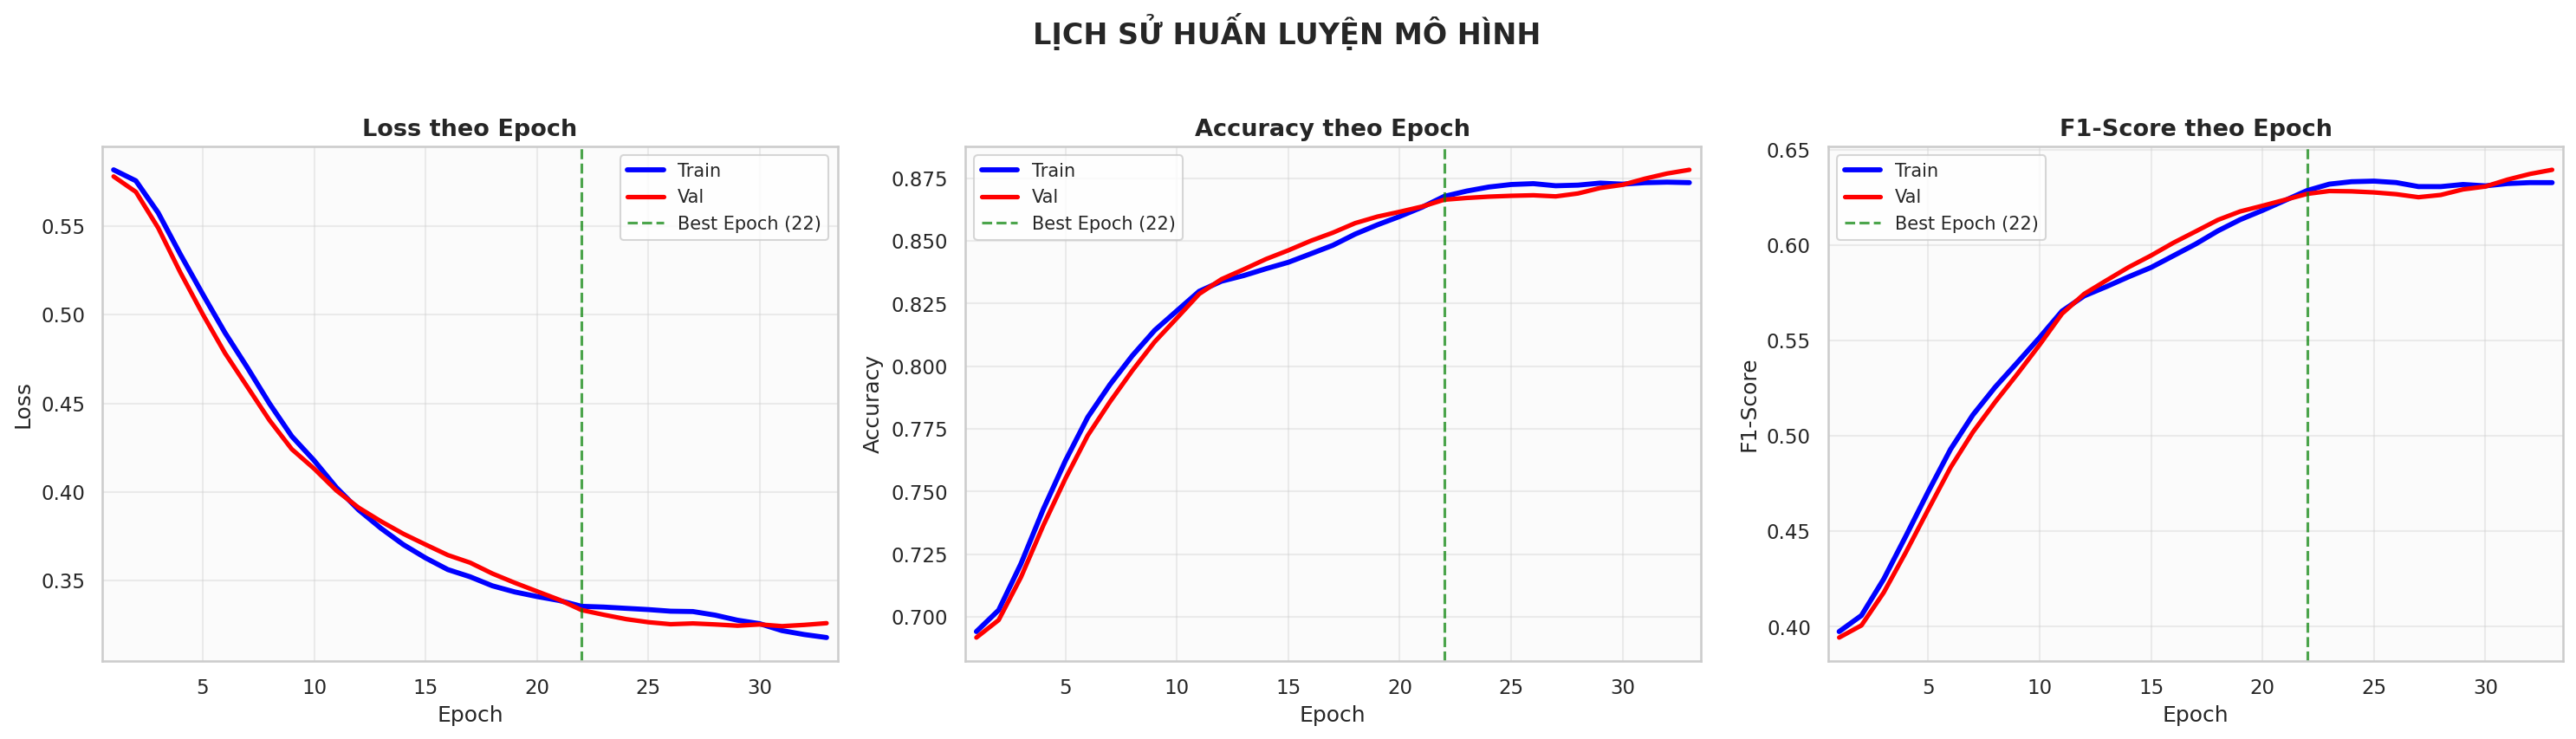 LỊCH SỬ HUẤN LUYỆN MÔ HÌNH
Loss theo Epoch
Train
Val
Best Epoch (22)
Loss
0.55
0.50
0.45
0.40
0.35
5 10 15 20 25 30
Epoch
Accuracy theo Epoch
Train
Val
Best Epoch (22)
Accuracy
0.875
0.850
0.825
0.800
0.775
0.750
0.725
0.700
5 10 15 20 25 30
Epoch
F1-Score theo Epoch
Train
Val
Best Epoch (22)
F1-Score
0.65
0.60
0.55
0.50
0.45
0.40
5 10 15 20 25 30
Epoch